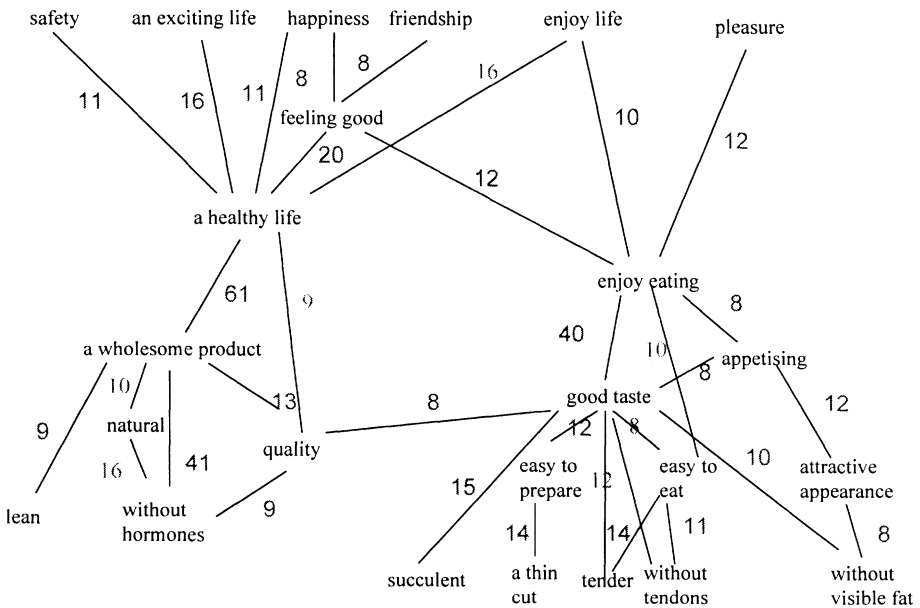 safety
an exciting life
happiness
friendship
enjoy life
pleasure
11
16
11
8
8
16
feeling good
10
12
20
12
a healthy life
enjoy eating
61
9
8
40
a wholesome product
10
appetising
10
8
13
good taste
12
9
natural
8
12
8
quality
10
16
41
easy to
prepare
easy to
eat
attractive
appearance
15
12
lean
without
hormones
9
14
14
11
8
succulent
a thin
cut
tender
without
tendons
without
visible fat